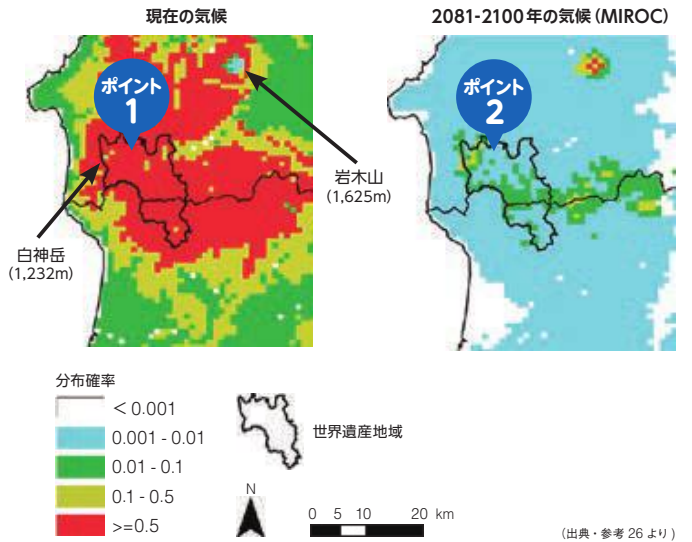 現在の気候
2081-2100年の気候(MIROC)
ポイント
1
ポイント
2
岩木山
(1,625m)
白神岳
(1,232m)
分布確率
< 0.001
0.001 - 0.01
0.01 - 0.1
0.1 - 0.5
>=0.5
世界遺産地域
N
0 5 10 20 km
(出典・参考 26 より)